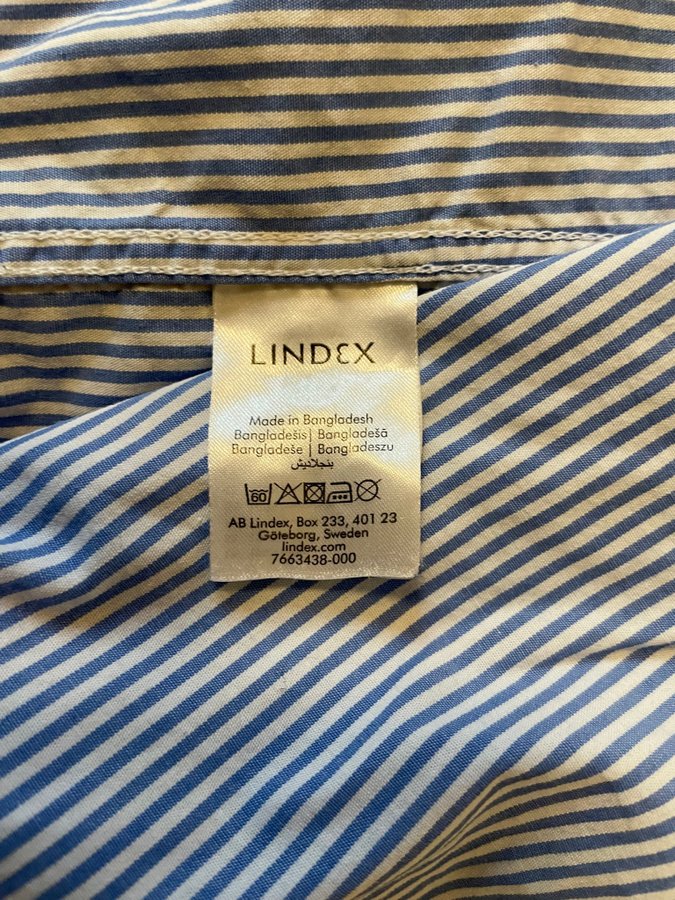 LINDEX
Made in Bangladesh
Bangladešis | Bangladešā
Bangladeše | Bangladeszu
بنجلاديش
60
AB Lindex, Box 233, 401 23
Göteborg, Sweden
lindex.com
7663438-000